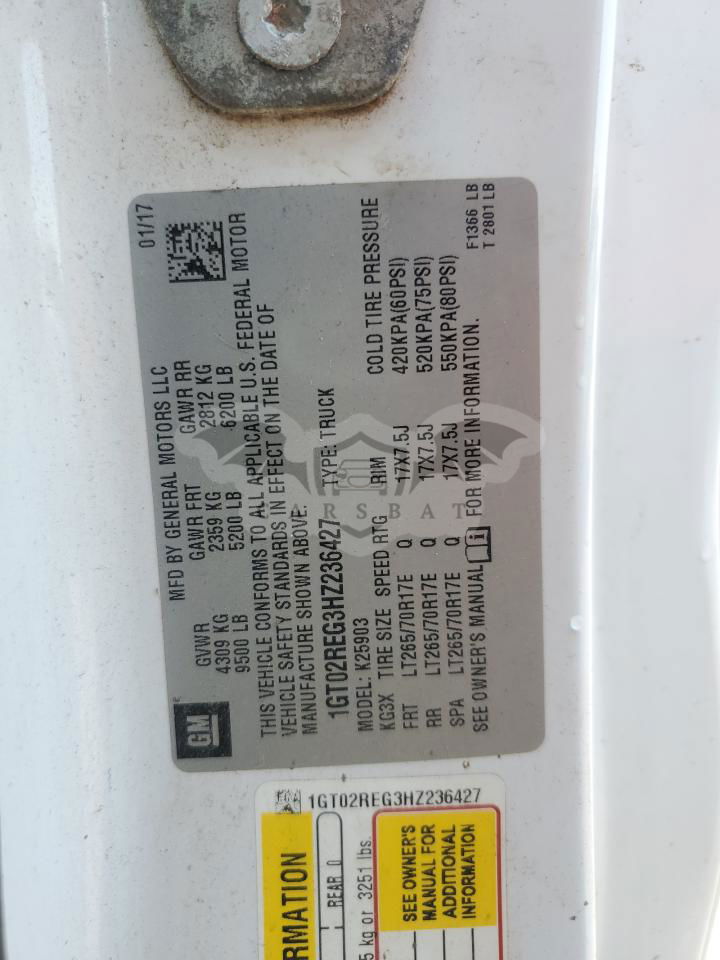 MFD BY GENERAL MOTORS LLC 01/17
GVWR GAWR FRT GAWR RR
4309 KG 2359 KG 2812 KG
9500 LB 5200 LB 6200 LB
THIS VEHICLE CONFORMS TO ALL APPLICABLE U.S. FEDERAL MOTOR
VEHICLE SAFETY STANDARDS IN EFFECT ON THE DATE OF
MANUFACTURE SHOWN ABOVE.
1GT02REG3HZ236427 TYPE: TRUCK
MODEL: K25903
KG3X TIRE SIZE SPEED RTG RIM COLD TIRE PRESSURE
FRT LT265/70R17E Q 17X7.5J 420KPA(60PSI)
RR LT265/70R17E Q 17X7.5J 520KPA(75PSI)
SPA LT265/70R17E Q 17X7.5J 550KPA(80PSI)
SEE OWNER'S MANUAL FOR MORE INFORMATION.
F1366 LB
T 2801 LB
GM
CARSBAT
1GT02REG3HZ236427
RMATION
REAR 0
5 kg or 3251 lbs.
SEE OWNER'S
MANUAL FOR
ADDITIONAL
INFORMATION